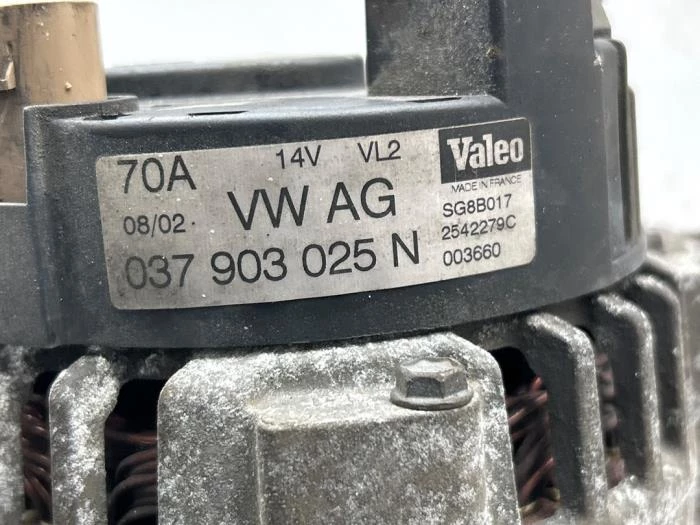 70A 14V VL2 Valeo
MADE IN FRANCE
08/02· VW AG SG8B017
2542279C
037 903 025 N 003660